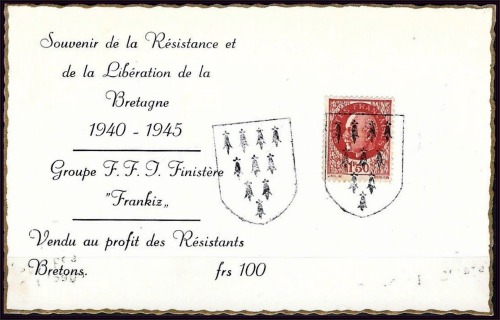 Souvenir de la Résistance et
de la Libération de la
Bretagne
1940 - 1945
Groupe F. F. I. Finistère
"Frankiz„
Vendu au profit des Résistants
Bretons. frs 100
1F50